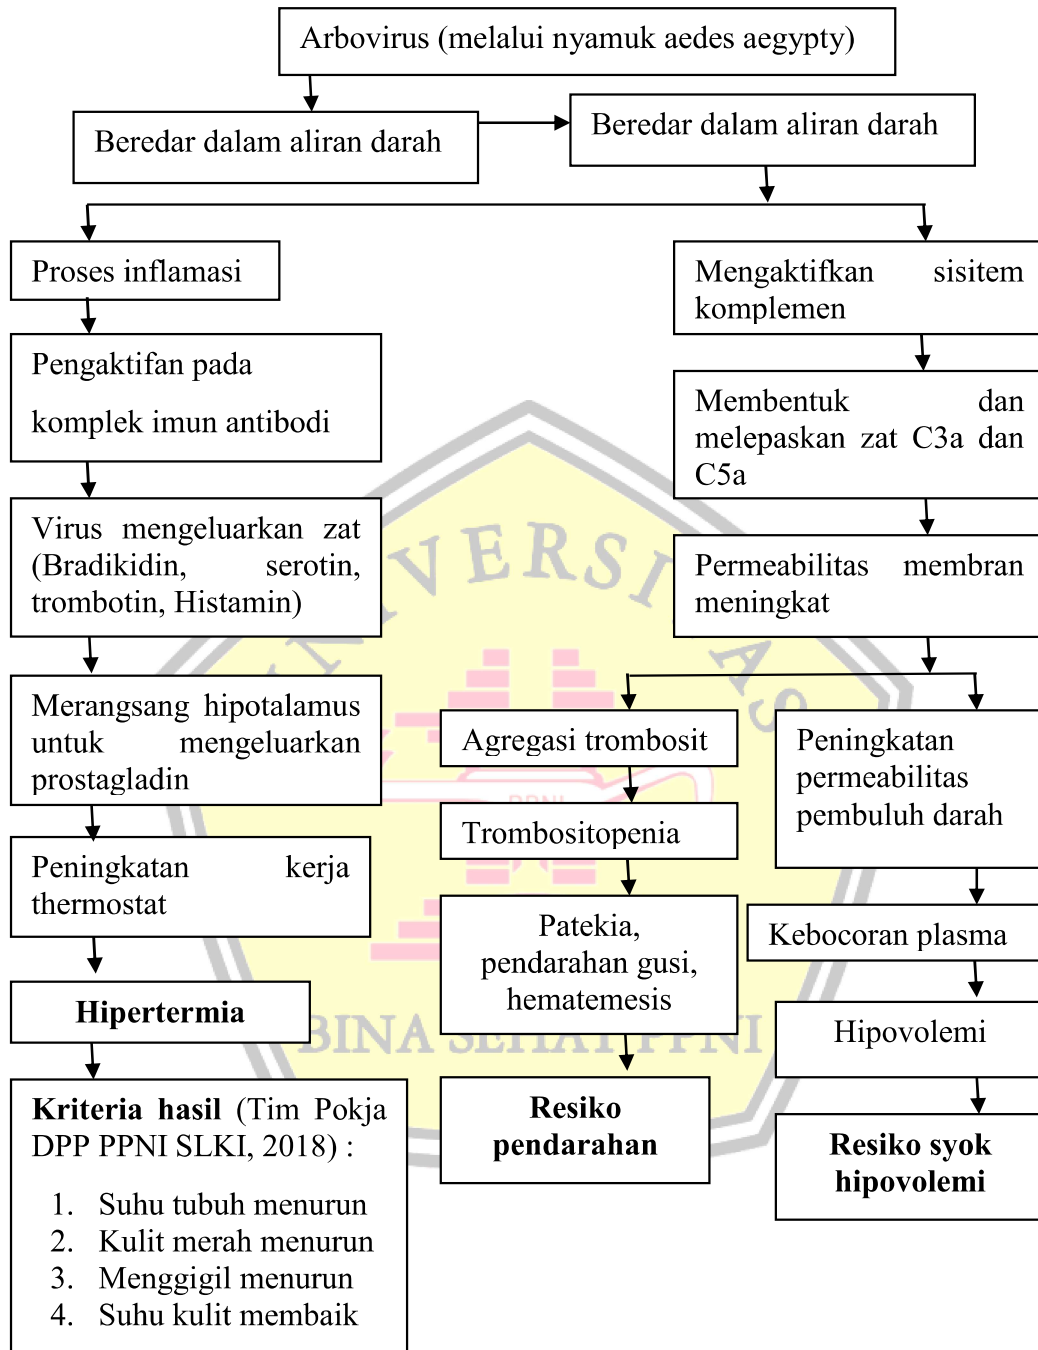 Arbovirus (melalui nyamuk aedes aegypty)
Beredar dalam aliran darah
Beredar dalam aliran darah
Proses inflamasi
Pengaktifan pada
komplek imun antibodi
Virus mengeluarkan zat
(Bradikidin, serotin,
trombotin, Histamin)
Merangsang hipotalamus
untuk mengeluarkan
prostagladin
Peningkatan kerja
thermostat
Hipertermia
Kriteria hasil (Tim Pokja
DPP PPNI SLKI, 2018) :
1. Suhu tubuh menurun
2. Kulit merah menurun
3. Menggigil menurun
4. Suhu kulit membaik
Mengaktifkan sisitem
komplemen
Membentuk dan
melepaskan zat C3a dan
C5a
Permeabilitas membran
meningkat
Agregasi trombosit
Trombositopenia
Patekia,
pendarahan gusi,
hematemesis
Resiko
pendarahan
Peningkatan
permeabilitas
pembuluh darah
Kebocoran plasma
Hipovolemi
Resiko syok
hipovolemi
BINA SEHAT PPNI